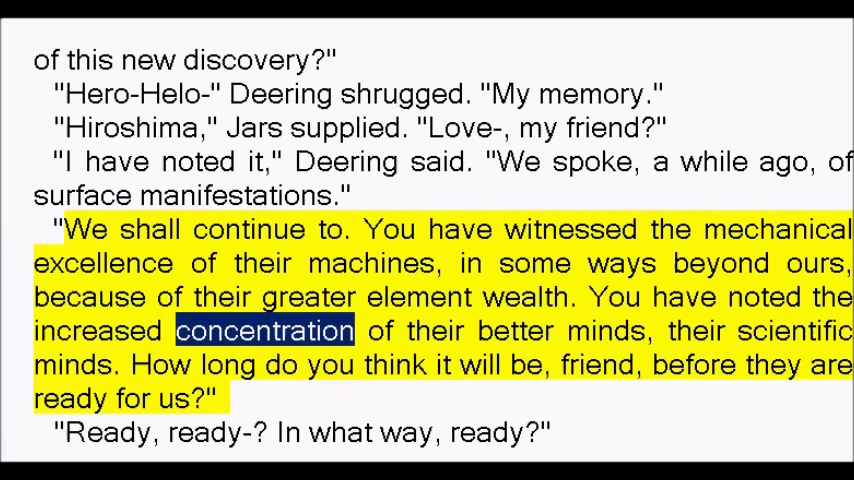 of this new discovery?"
"Hero-Helo-" Deering shrugged. "My memory."
"Hiroshima," Jars supplied. "Love-, my friend?"
"I have noted it," Deering said. "We spoke, a while ago, of
surface manifestations."
"We shall continue to. You have witnessed the mechanical
excellence of their machines, in some ways beyond ours,
because of their greater element wealth. You have noted the
increased concentration of their better minds, their scientific
minds. How long do you think it will be, friend, before they are
ready for us?"
"Ready, ready-? In what way, ready?"